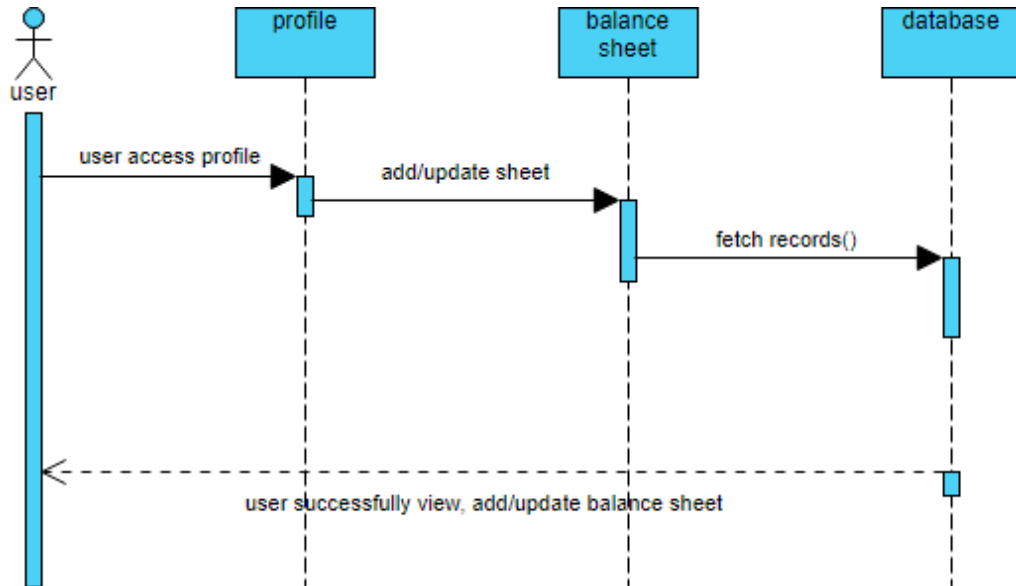 profile
balance
sheet
database
user
user access profile
add/update sheet
fetch records()
user successfully view, add/update balance sheet